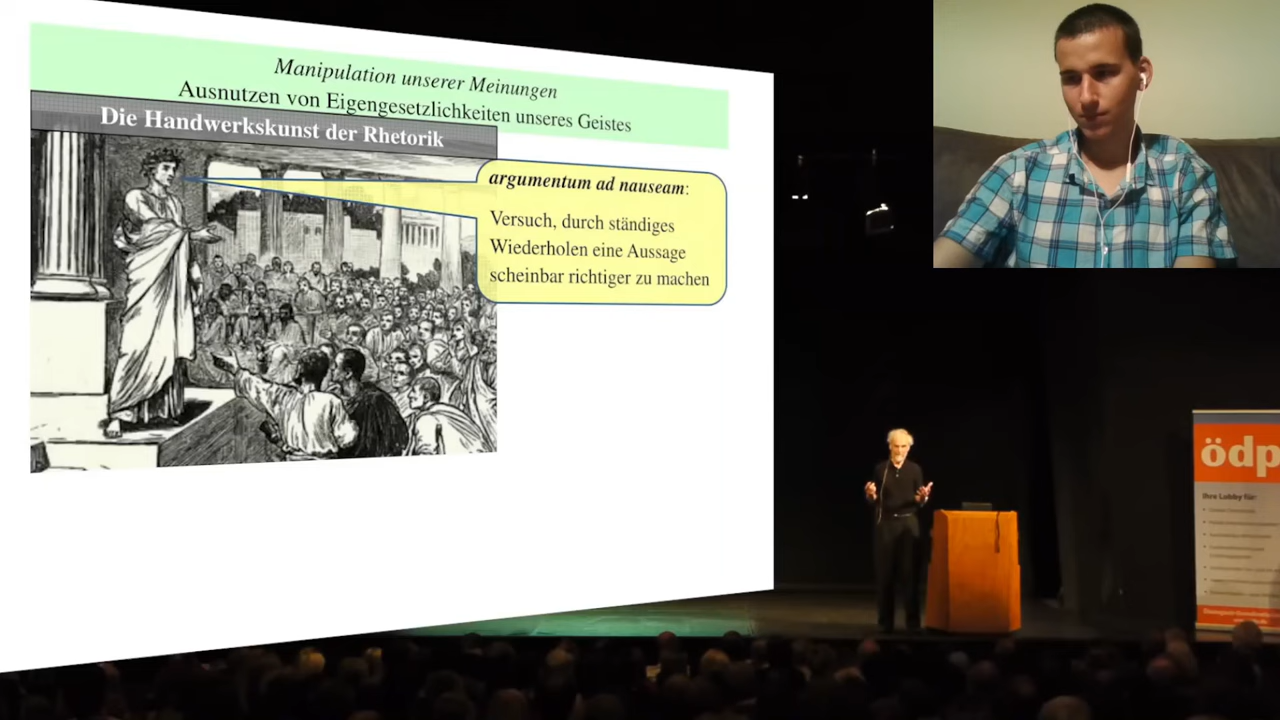 Manipulation unserer Meinungen
Ausnutzen von Eigengesetzlichkeiten unseres Geistes
Die Handwerkskunst der Rhetorik
argumentum ad nauseam:
Versuch, durch ständiges
Wiederholen eine Aussage
scheinbar richtiger zu machen
ödp
Ihre Lobby für: